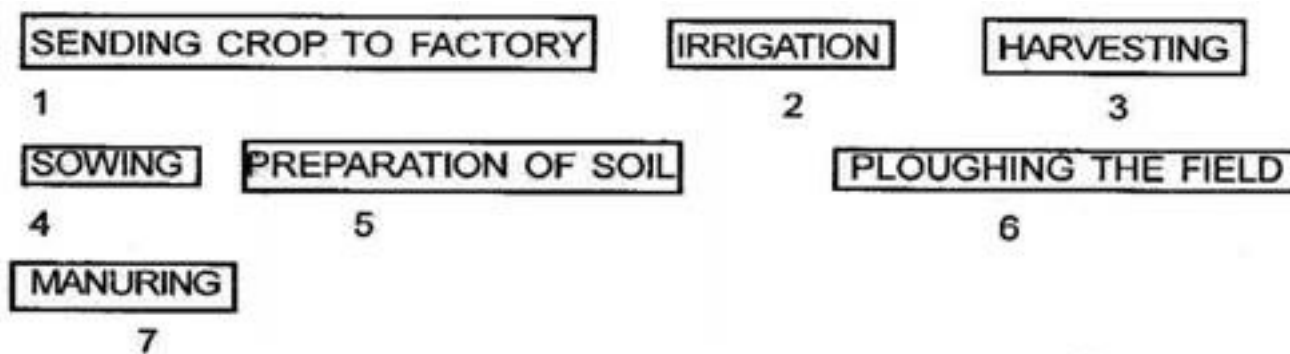 SENDING CROP TO FACTORY IRRIGATION HARVESTING
1 2 3
SOWING PREPARATION OF SOIL PLOUGHING THE FIELD
4 5 6
MANURING
7